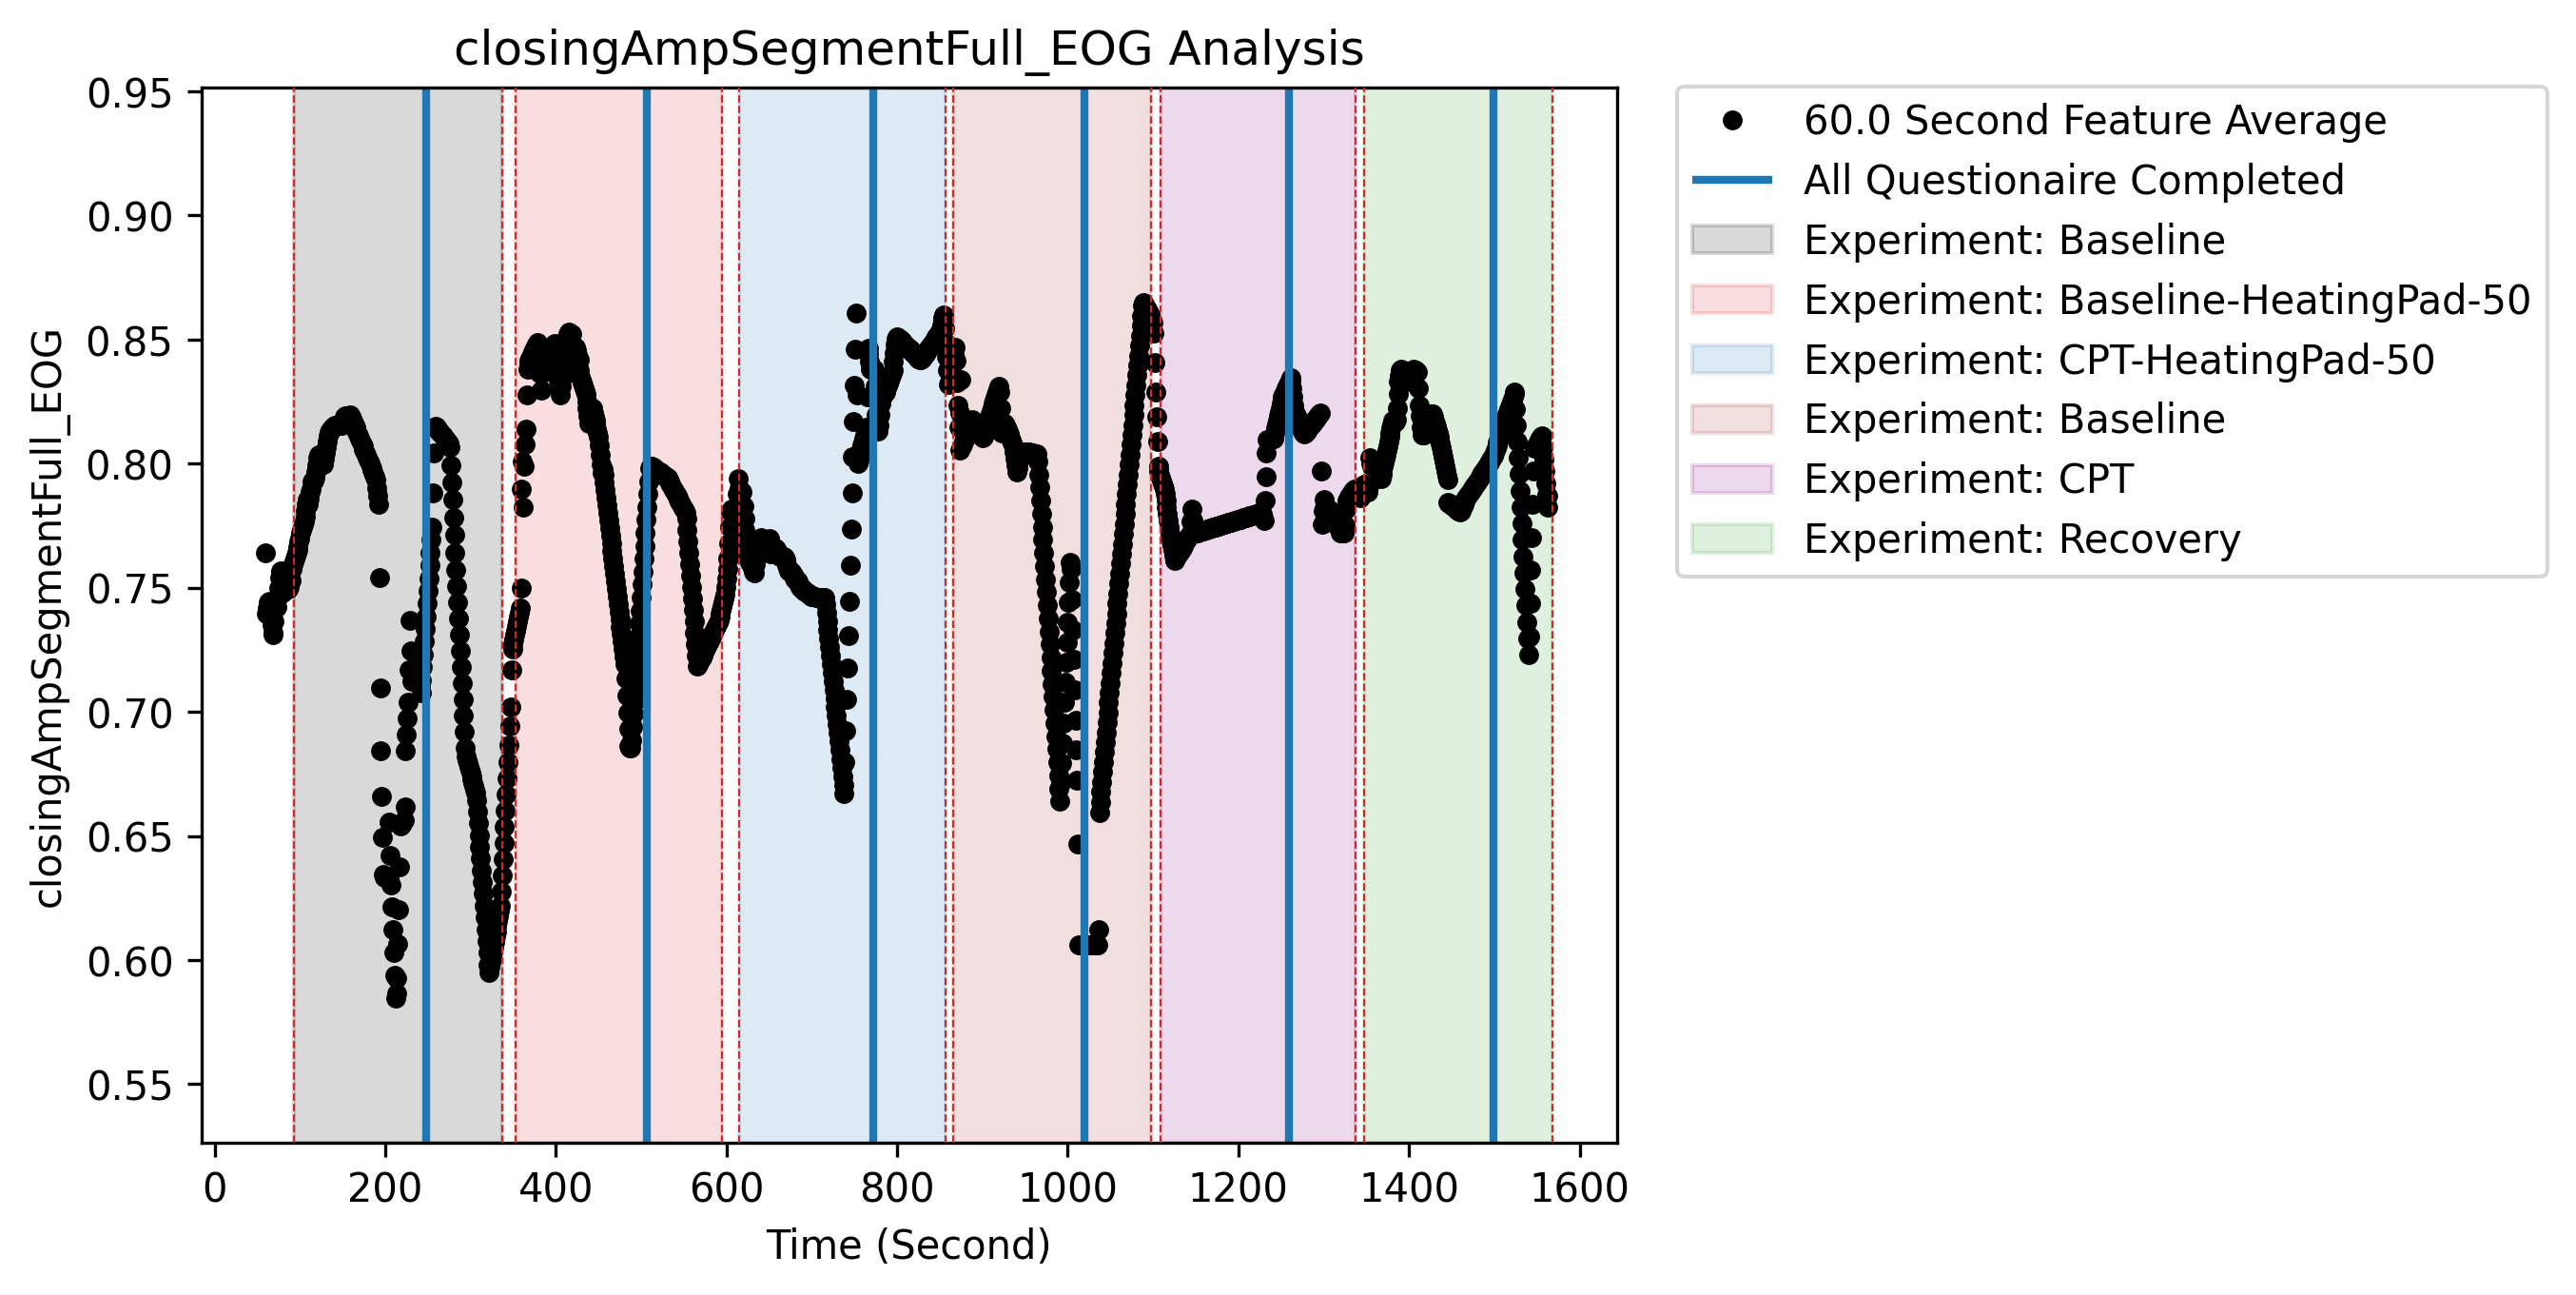 closingAmpSegmentFull_EOG Analysis
closingAmpSegmentFull_EOG
0.95
0.90
0.85
0.80
0.75
0.70
0.65
0.60
0.55
0 200 400 600 800 1000 1200 1400 1600
Time (Second)
60.0 Second Feature Average
All Questionaire Completed
Experiment: Baseline
Experiment: Baseline-HeatingPad-50
Experiment: CPT-HeatingPad-50
Experiment: Baseline
Experiment: CPT
Experiment: Recovery